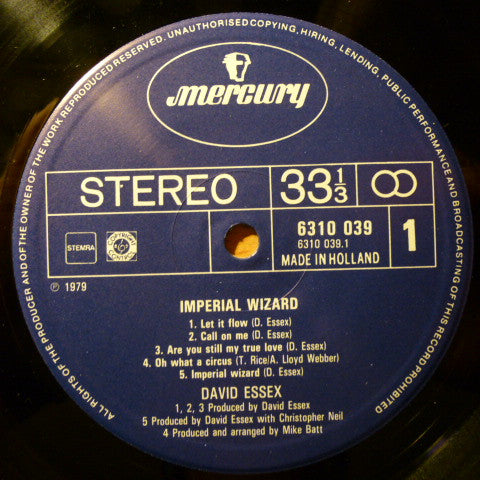 ALL RIGHTS OF THE PRODUCER AND OF THE OWNER OF THE WORK REPRODUCED RESERVED. UNAUTHORISED COPYING, HIRING, LENDING, PUBLIC PERFORMANCE AND BROADCASTING OF THIS RECORD PROHIBITED
mercury
STEREO 33 1/3
STEMRA COPYRIGHT CONTROL 6310 039 1
6310 039.1
MADE IN HOLLAND
℗ 1979
IMPERIAL WIZARD
1. Let it flow (D. Essex)
2. Call on me (D. Essex)
3. Are you still my true love (D. Essex)
4. Oh what a circus (T. Rice/A. Lloyd Webber)
5. Imperial wizard (D. Essex)
DAVID ESSEX
1, 2, 3 Produced by David Essex
5 Produced by David Essex with Christopher Neil
4 Produced and arranged by Mike Batt